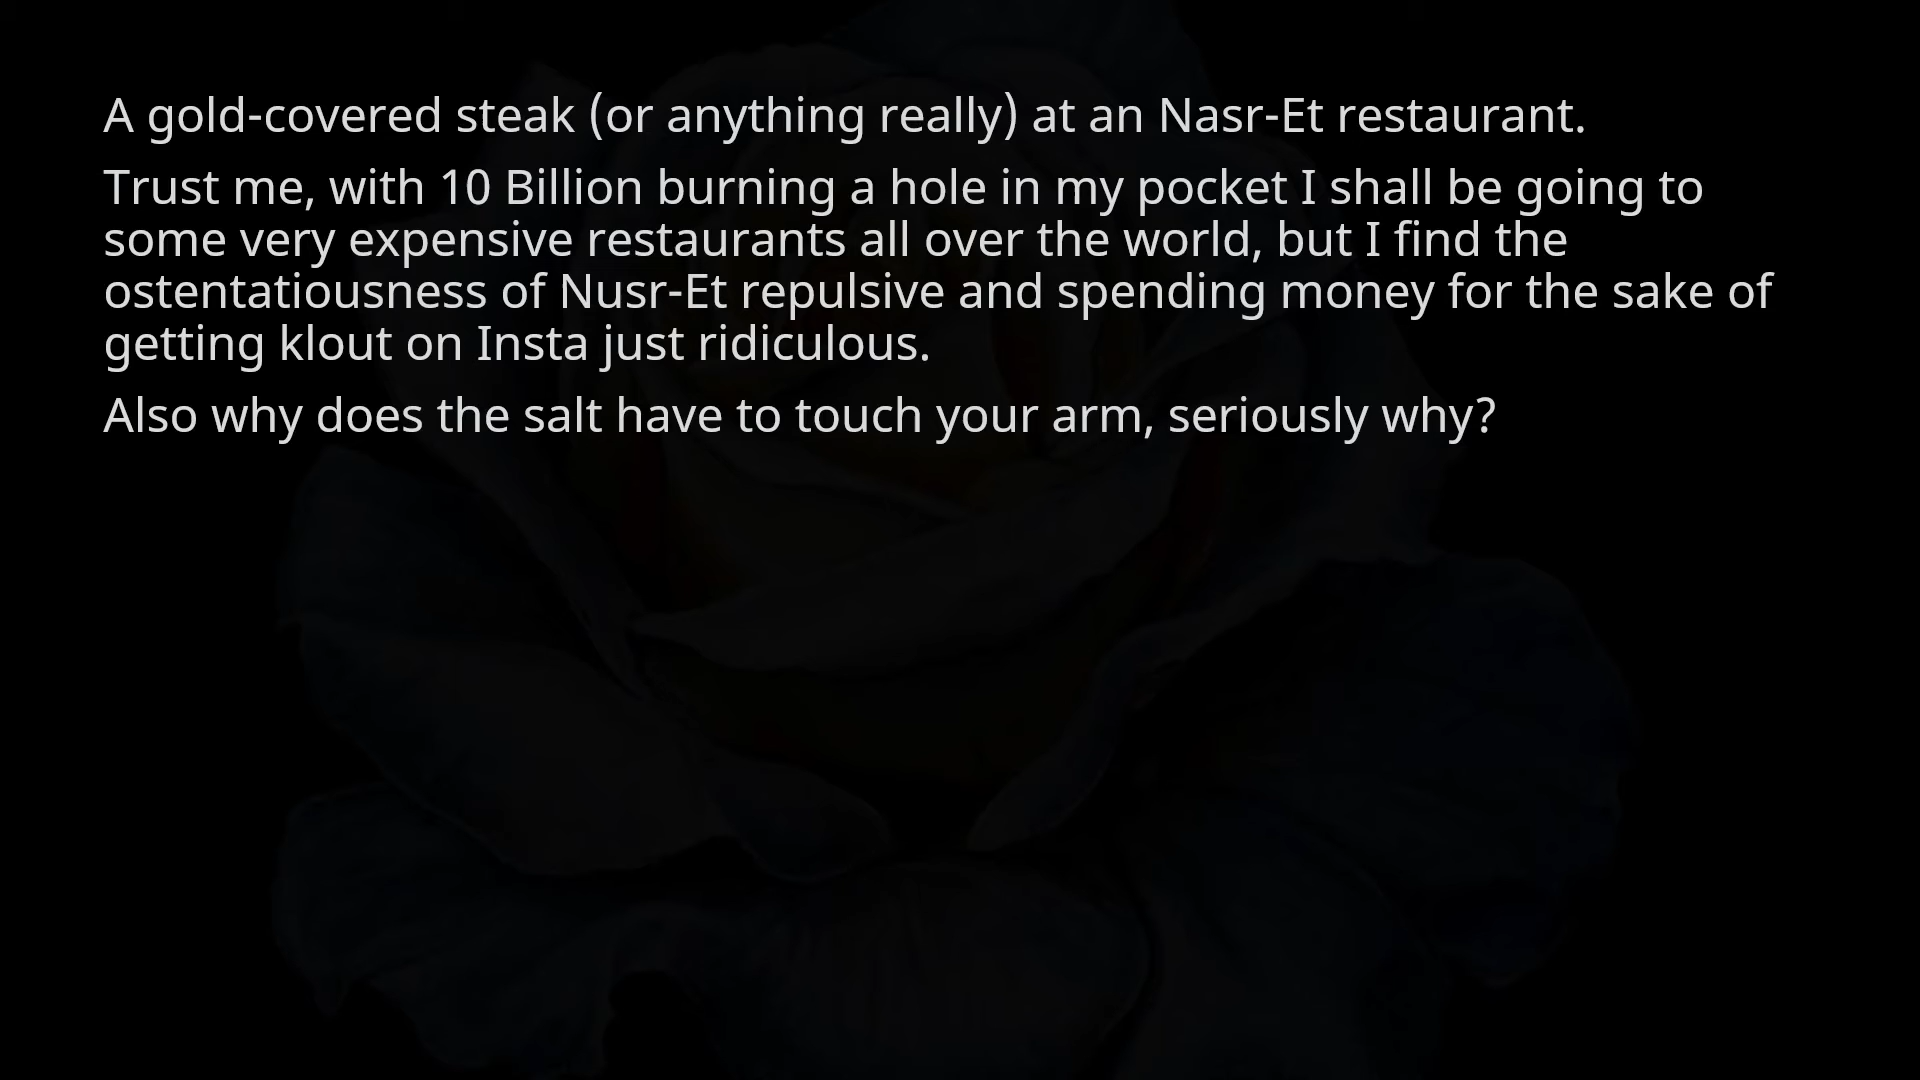 A gold-covered steak (or anything really) at an Nasr-Et restaurant.
Trust me, with 10 Billion burning a hole in my pocket I shall be going to
some very expensive restaurants all over the world, but I find the
ostentatiousness of Nusr-Et repulsive and spending money for the sake of
getting klout on Insta just ridiculous.
Also why does the salt have to touch your arm, seriously why?